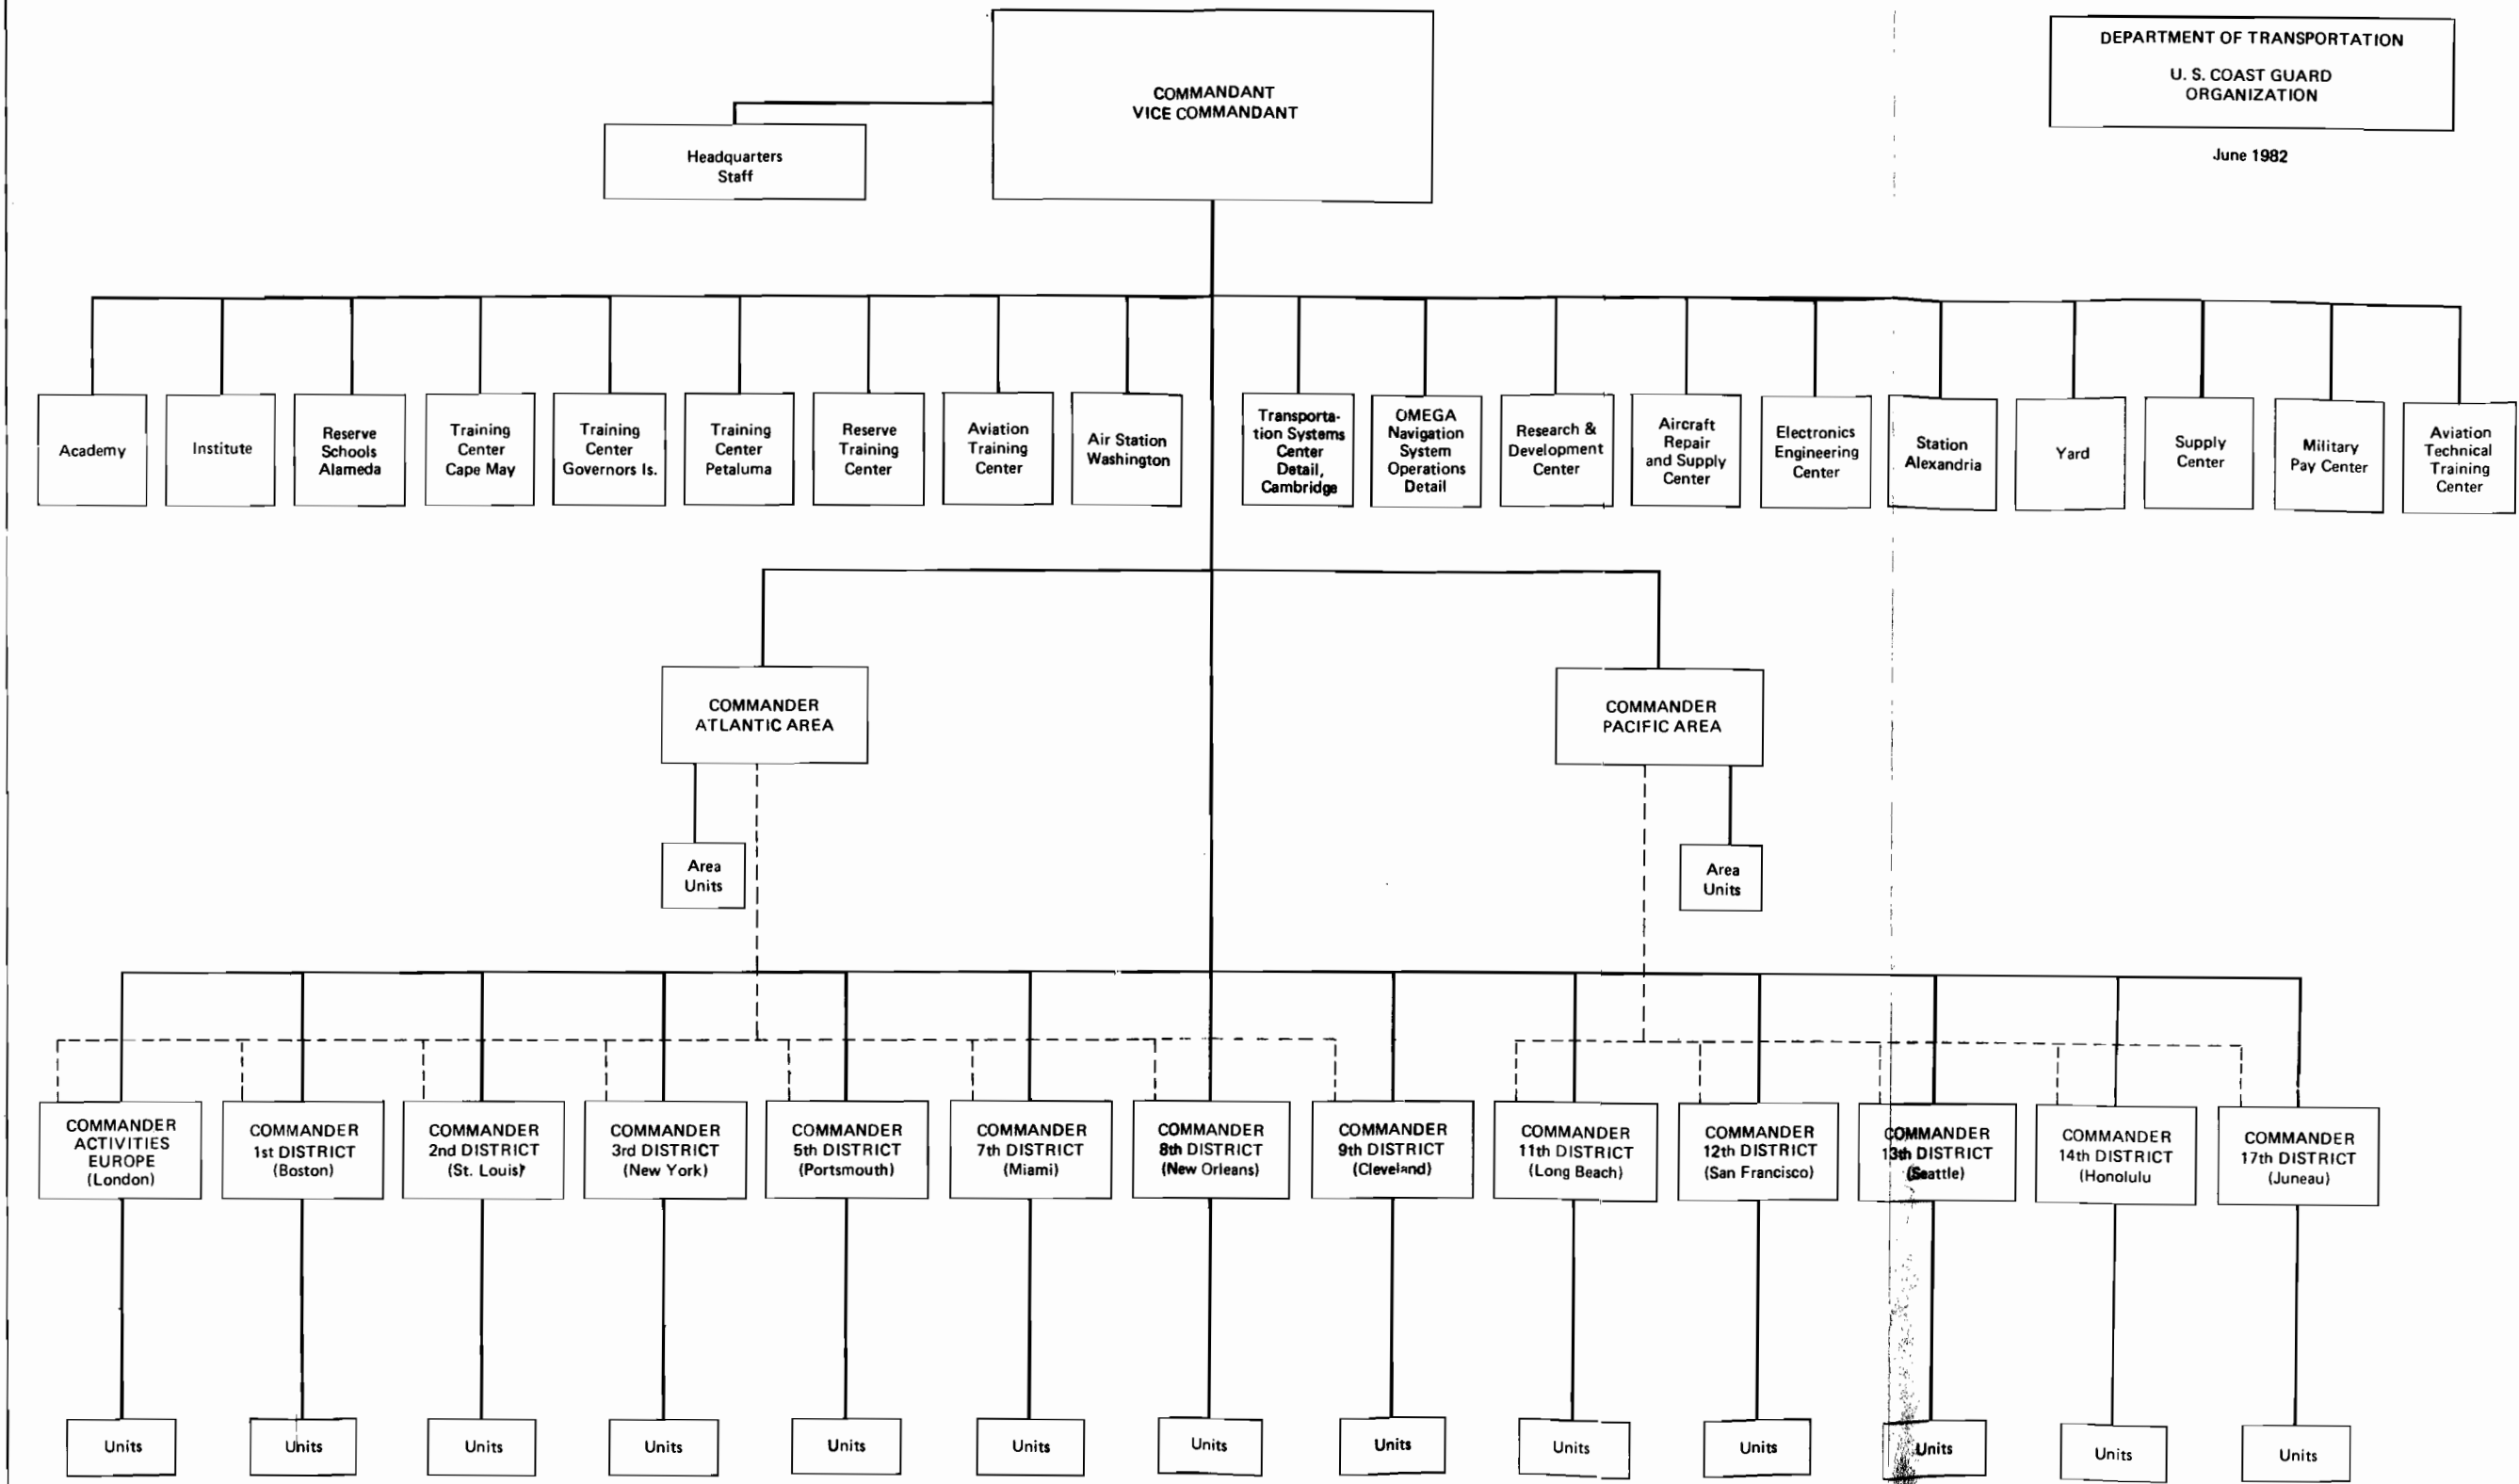 COMMANDANT
VICE COMMANDANT
DEPARTMENT OF TRANSPORTATION
U. S. COAST GUARD
ORGANIZATION
June 1982
Headquarters
Staff
Academy
Institute
Reserve
Schools
Alameda
Training
Center
Cape May
Training
Center
Governors Is.
Training
Center
Petaluma
Reserve
Training
Center
Aviation
Training
Center
Air Station
Washington
Transporta-
tion Systems
Center
Detail,
Cambridge
OMEGA
Navigation
System
Operations
Detail
Research &
Development
Center
Aircraft
Repair
and Supply
Center
Electronics
Engineering
Center
Station
Alexandria
Yard
Supply
Center
Military
Pay Center
Aviation
Technical
Training
Center
COMMANDER
ATLANTIC AREA
COMMANDER
PACIFIC AREA
Area
Units
Area
Units
COMMANDER
ACTIVITIES
EUROPE
(London)
COMMANDER
1st DISTRICT
(Boston)
COMMANDER
2nd DISTRICT
(St. Louis)
COMMANDER
3rd DISTRICT
(New York)
COMMANDER
5th DISTRICT
(Portsmouth)
COMMANDER
7th DISTRICT
(Miami)
COMMANDER
8th DISTRICT
(New Orleans)
COMMANDER
9th DISTRICT
(Cleveland)
COMMANDER
11th DISTRICT
(Long Beach)
COMMANDER
12th DISTRICT
(San Francisco)
COMMANDER
13th DISTRICT
(Seattle)
COMMANDER
14th DISTRICT
(Honolulu
COMMANDER
17th DISTRICT
(Juneau)
Units
Units
Units
Units
Units
Units
Units
Units
Units
Units
Units
Units
Units